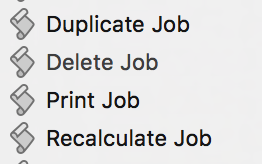 Duplicate Job
Delete Job
Print Job
Recalculate Job